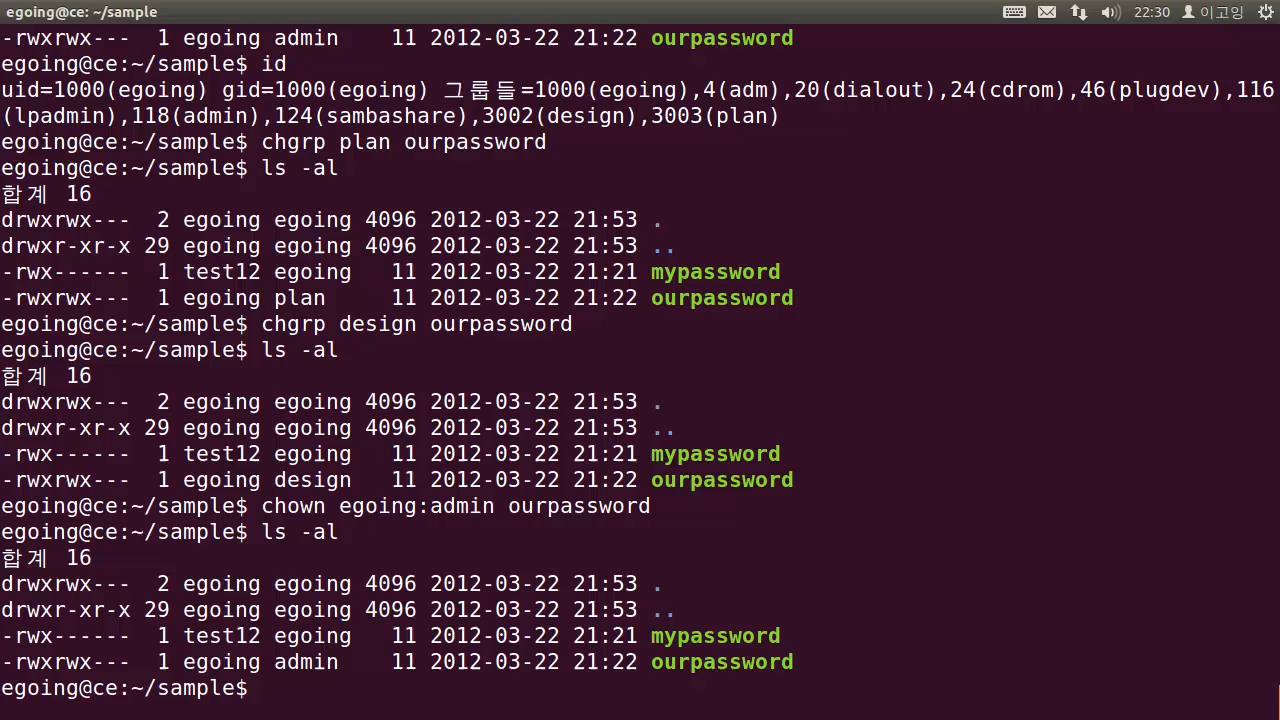 egoing@ce: ~/sample 22:30 이고잉
-rwxrwx--- 1 egoing admin 11 2012-03-22 21:22 ourpassword
egoing@ce:~/sample$ id
uid=1000(egoing) gid=1000(egoing) 그룹들=1000(egoing),4(adm),20(dialout),24(cdrom),46(plugdev),116
(lpadmin),118(admin),124(sambashare),3002(design),3003(plan)
egoing@ce:~/sample$ chgrp plan ourpassword
egoing@ce:~/sample$ ls -al
합계 16
drwxrwx--- 2 egoing egoing 4096 2012-03-22 21:53 .
drwxr-xr-x 29 egoing egoing 4096 2012-03-22 21:53 ..
-rwx------ 1 test12 egoing 11 2012-03-22 21:21 mypassword
-rwxrwx--- 1 egoing plan 11 2012-03-22 21:22 ourpassword
egoing@ce:~/sample$ chgrp design ourpassword
egoing@ce:~/sample$ ls -al
합계 16
drwxrwx--- 2 egoing egoing 4096 2012-03-22 21:53 .
drwxr-xr-x 29 egoing egoing 4096 2012-03-22 21:53 ..
-rwx------ 1 test12 egoing 11 2012-03-22 21:21 mypassword
-rwxrwx--- 1 egoing design 11 2012-03-22 21:22 ourpassword
egoing@ce:~/sample$ chown egoing:admin ourpassword
egoing@ce:~/sample$ ls -al
합계 16
drwxrwx--- 2 egoing egoing 4096 2012-03-22 21:53 .
drwxr-xr-x 29 egoing egoing 4096 2012-03-22 21:53 ..
-rwx------ 1 test12 egoing 11 2012-03-22 21:21 mypassword
-rwxrwx--- 1 egoing admin 11 2012-03-22 21:22 ourpassword
egoing@ce:~/sample$